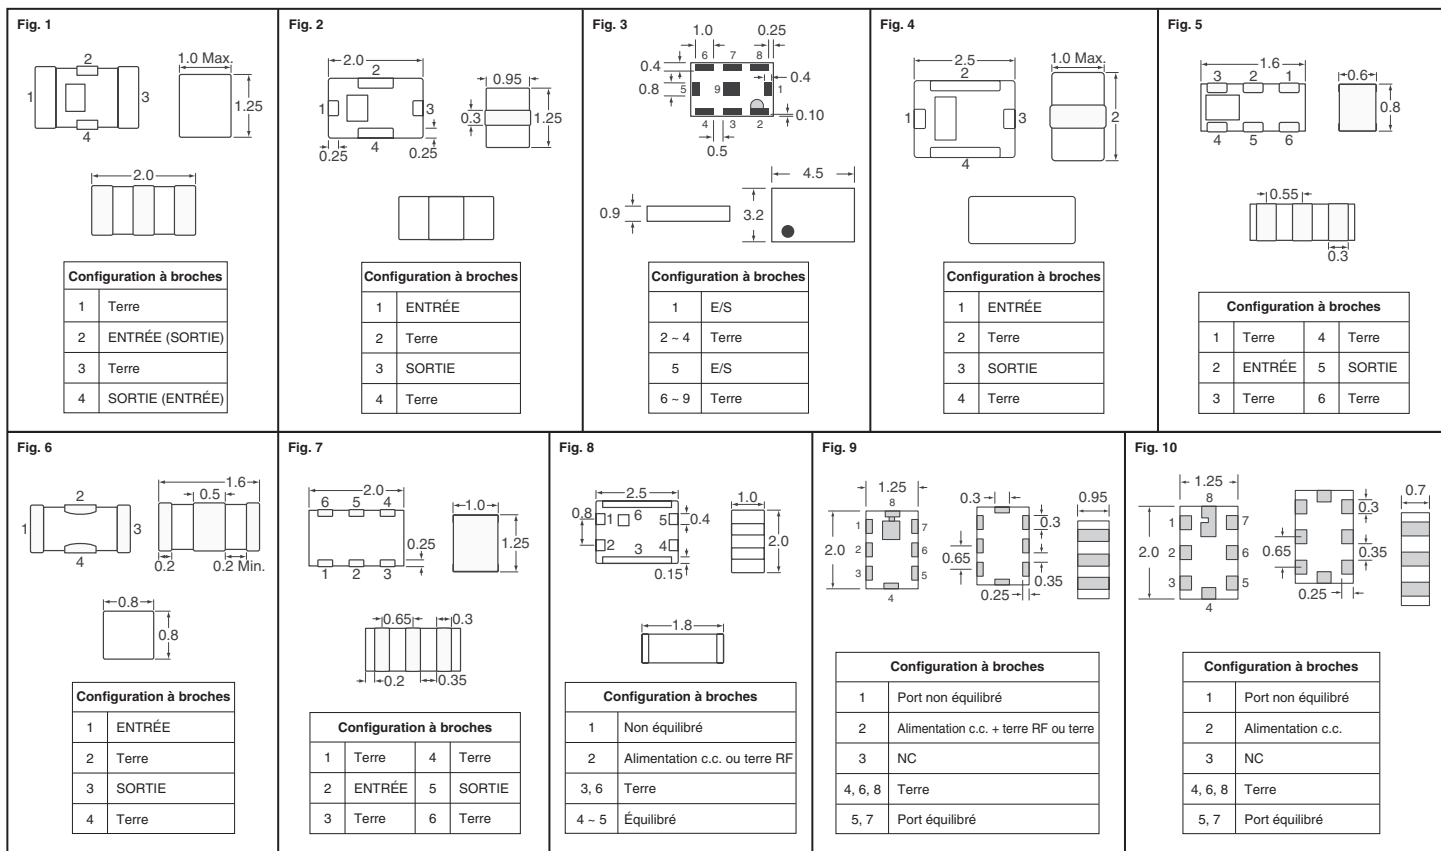 Fig. 1
2
1
3
4
1.0 Max.
1.25
2.0
Configuration à broches
1 Terre
2 ENTRÉE (SORTIE)
3 Terre
4 SORTIE (ENTRÉE)
Fig. 2
2.0
2
1
3
4
0.25
0.25
0.95
0.3
1.25
Configuration à broches
1 ENTRÉE
2 Terre
3 SORTIE
4 Terre
Fig. 3
1.0
0.25
6 7 8
0.4
0.4
0.8
5 9 1
0.10
4 3 2
0.5
4.5
0.9
3.2
Configuration à broches
1 E/S
2 ~ 4 Terre
5 E/S
6 ~ 9 Terre
Fig. 4
2.5
2
1
3
4
1.0 Max.
2
Configuration à broches
1 ENTRÉE
2 Terre
3 SORTIE
4 Terre
Fig. 5
1.6
3 2 1
4 5 6
0.6
0.8
0.55
0.3
Configuration à broches
1 Terre 4 Terre
2 ENTRÉE 5 SORTIE
3 Terre 6 Terre
Fig. 6
2
1
3
4
1.6
0.5
0.2
0.2 Min.
0.8
0.8
Configuration à broches
1 ENTRÉE
2 Terre
3 SORTIE
4 Terre
Fig. 7
2.0
6 5 4
0.25
1 2 3
1.0
1.25
0.65
0.3
0.2
0.35
Configuration à broches
1 Terre 4 Terre
2 ENTRÉE 5 SORTIE
3 Terre 6 Terre
Fig. 8
2.5
0.8
1 6 5
0.4
2 3 4
0.15
1.0
2.0
1.8
Configuration à broches
1 Non équilibré
2 Alimentation c.c. ou terre RF
3, 6 Terre
4 ~ 5 Équilibré
Fig. 9
1.25
8
1 7
2.0
2 6
3 5
4
0.3
0.3
0.65
0.35
0.25
0.95
Configuration à broches
1 Port non équilibré
2 Alimentation c.c. + terre RF ou terre
3 NC
4, 6, 8 Terre
5, 7 Port équilibré
Fig. 10
1.25
8
1 7
2.0
2 6
3 5
4
0.3
0.65
0.35
0.25
0.7
Configuration à broches
1 Port non équilibré
2 Alimentation c.c.
3 NC
4, 6, 8 Terre
5, 7 Port équilibré